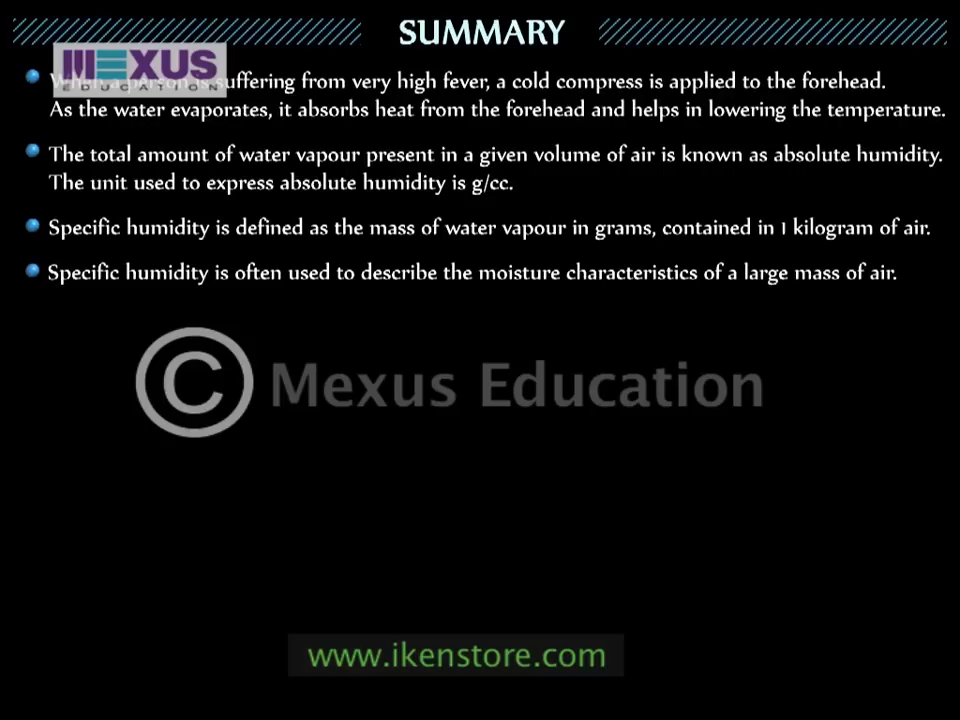 SUMMARY
MEXUS
EDUCATION
When a person is suffering from very high fever, a cold compress is applied to the forehead.
As the water evaporates, it absorbs heat from the forehead and helps in lowering the temperature.
The total amount of water vapour present in a given volume of air is known as absolute humidity.
The unit used to express absolute humidity is g/cc.
Specific humidity is defined as the mass of water vapour in grams, contained in 1 kilogram of air.
Specific humidity is often used to describe the moisture characteristics of a large mass of air.
© Mexus Education
www.ikenstore.com